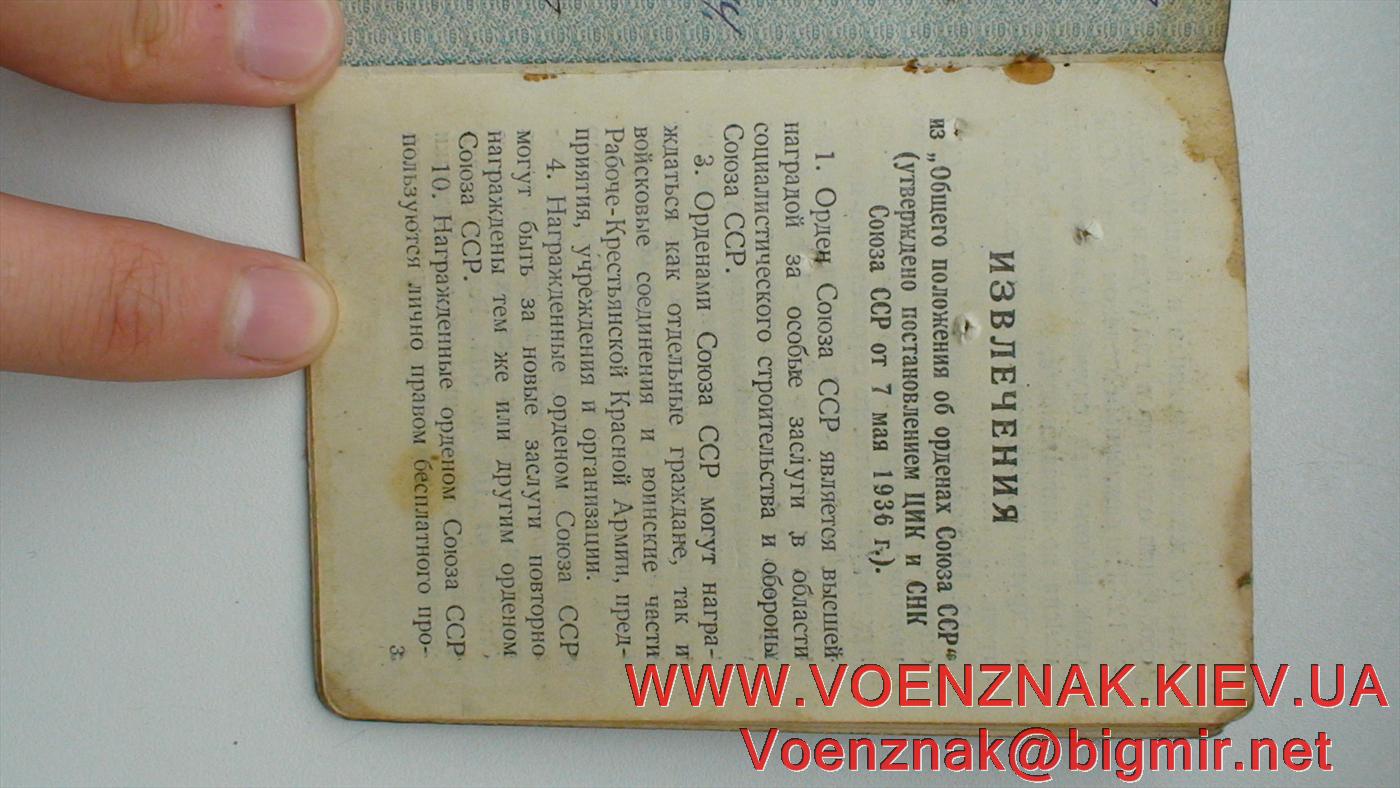 ИЗВЛЕЧЕНИЯ
из „Общего положения об орденах Союза ССР“
(утверждено постановлением ЦИК и СНК
Союза ССР от 7 мая 1936 г.).
1. Орден Союза ССР является высшей
наградой за особые заслуги в области
социалистического строительства и обороны
Союза ССР.
3. Орденами Союза ССР могут награ-
ждаться как отдельные граждане, так и
войсковые соединения и воинские части
Рабоче-Крестьянской Красной Армии, пред-
приятия, учреждения и организации.
4. Награжденные орденом Союза ССР
могут быть за новые заслуги повторно
награждены тем же или другим орденом
Союза ССР.
10. Награжденные орденом Союза ССР
пользуются лично правом бесплатного про-
3
WWW.VOENZNAK.KIEV.UA
Voenznak@bigmir.net